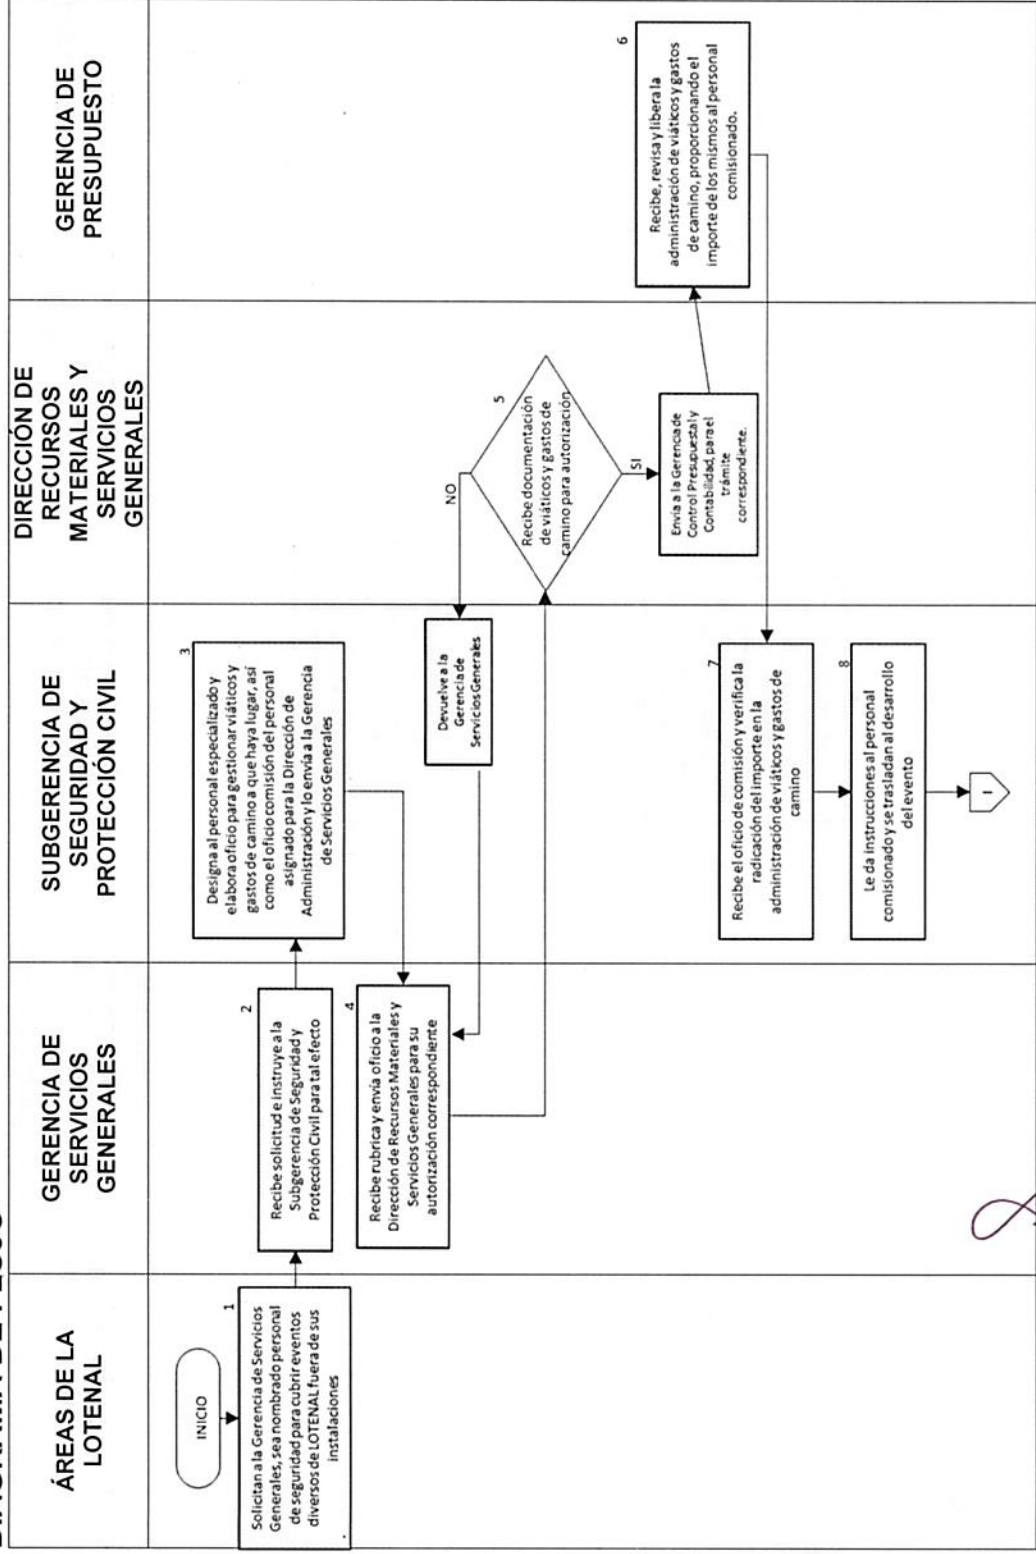 ÁREAS DE LA
LOTENAL
GERENCIA DE
SERVICIOS
GENERALES
SUBGERENCIA DE
SEGURIDAD Y
PROTECCIÓN CIVIL
DIRECCIÓN DE
RECURSOS
MATERIALES Y
SERVICIOS
GENERALES
GERENCIA DE
PRESUPUESTO
INICIO
1
Solicitan a la Gerencia de Servicios
Generales, sea nombrado personal
de seguridad para cubrir eventos
diversos de LOTENAL fuera de sus
instalaciones
2
Recibe solicitud e instruye a la
Subgerencia de Seguridad y
Protección Civil para tal efecto
3
Designa al personal especializado y
elabora oficio para gestionar viáticos y
gastos de camino a que haya lugar, así
como el oficio comisión del personal
asignado para la Dirección de
Administración y lo envía a la Gerencia
de Servicios Generales
4
Recibe rubrica y envía oficio a la
Dirección de Recursos Materiales y
Servicios Generales para su
autorización correspondiente
Devuelve a la
Gerencia de
Servicios Generales
NO
5
Recibe documentación
de viáticos y gastos de
camino para autorización
SI
Envía a la Gerencia de
Control Presupuestal y
Contabilidad, para el
trámite
correspondiente.
6
Recibe, revisa y libera la
administración de viáticos y gastos
de camino, proporcionando el
importe de los mismos al personal
comisionado.
7
Recibe el oficio de comisión y verifica la
radicación del importe en la
administración de viáticos y gastos de
camino
8
Le da instrucciones al personal
comisionado y se trasladan al desarrollo
del evento
1